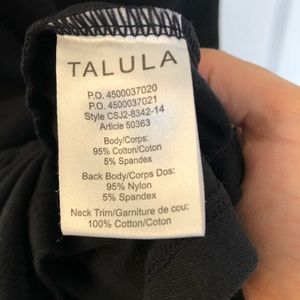 TALULA
P.O. 4500037020
P.O. 4500037021
Style CSJ2-8342-14
Article 50363
Body/Corps:
95% Cotton/Coton
5% Spandex
Back Body/Corps Dos:
95% Nylon
5% Spandex
Neck Trim/Garniture de cou:
100% Cotton/Coton